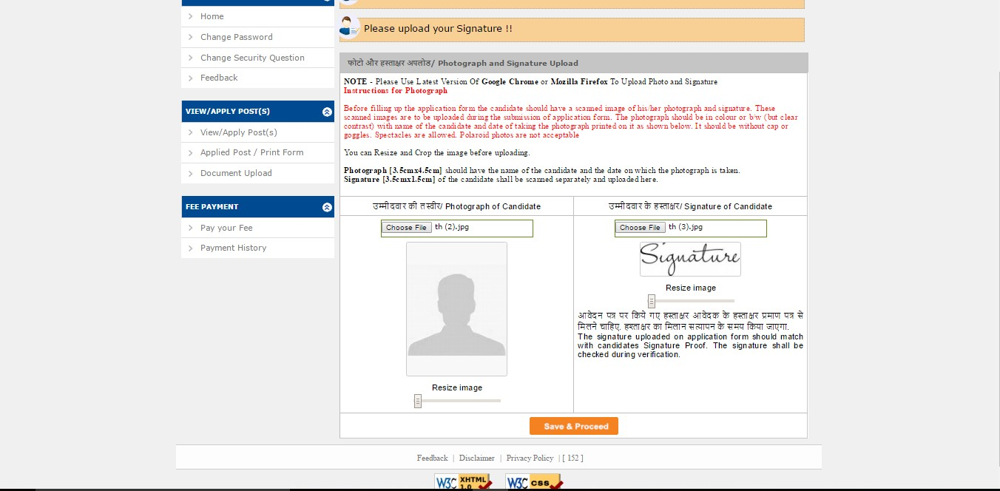 Home
Change Password
Change Security Question
Feedback
VIEW/APPLY POST(S)
View/Apply Post(s)
Applied Post / Print Form
Document Upload
FEE PAYMENT
Pay your Fee
Payment History
Please upload your Signature !!
फोटो और हस्ताक्षर अपलोड/ Photograph and Signature Upload
NOTE - Please Use Latest Version Of Google Chrome or Mozilla Firefox To Upload Photo and Signature
Instructions for Photograph
Before filling up the application form the candidate should have a scanned image of his/her photograph and signature. These
scanned images are to be uploaded during the submission of application form. The photograph should be in colour or b/w (but clear
contrast) with name of the candidate and date of taking the photograph printed on it as shown below. It should be without cap or
goggles. Spectacles are allowed. Polaroid photos are not acceptable
You can Resize and Crop the image before uploading.
Photograph [3.5cmx4.5cm] should have the name of the candidate and the date on which the photograph is taken.
Signature [3.5cmx1.5cm] of the candidate shall be scanned separately and uploaded here.
उम्मीदवार की तस्वीर/ Photograph of Candidate
Choose File th (2).jpg
Resize image
उम्मीदवार के हस्ताक्षर/ Signature of Candidate
Choose File th (3).jpg
Signature
Resize image
आवेदन पत्र पर किये गए हस्ताक्षर आवेदक के हस्ताक्षर प्रमाण पत्र से
मिलने चाहिए. हश्ताक्षर का मिलान सत्यापन के समय किया जाएगा.
The signature uploaded on application form should match
with candidates Signature Proof. The signature shall be
checked during verification.
Save & Proceed
Feedback | Disclaimer | Privacy Policy | [ 152 ]
W3C XHTML 1.0 W3C CSS